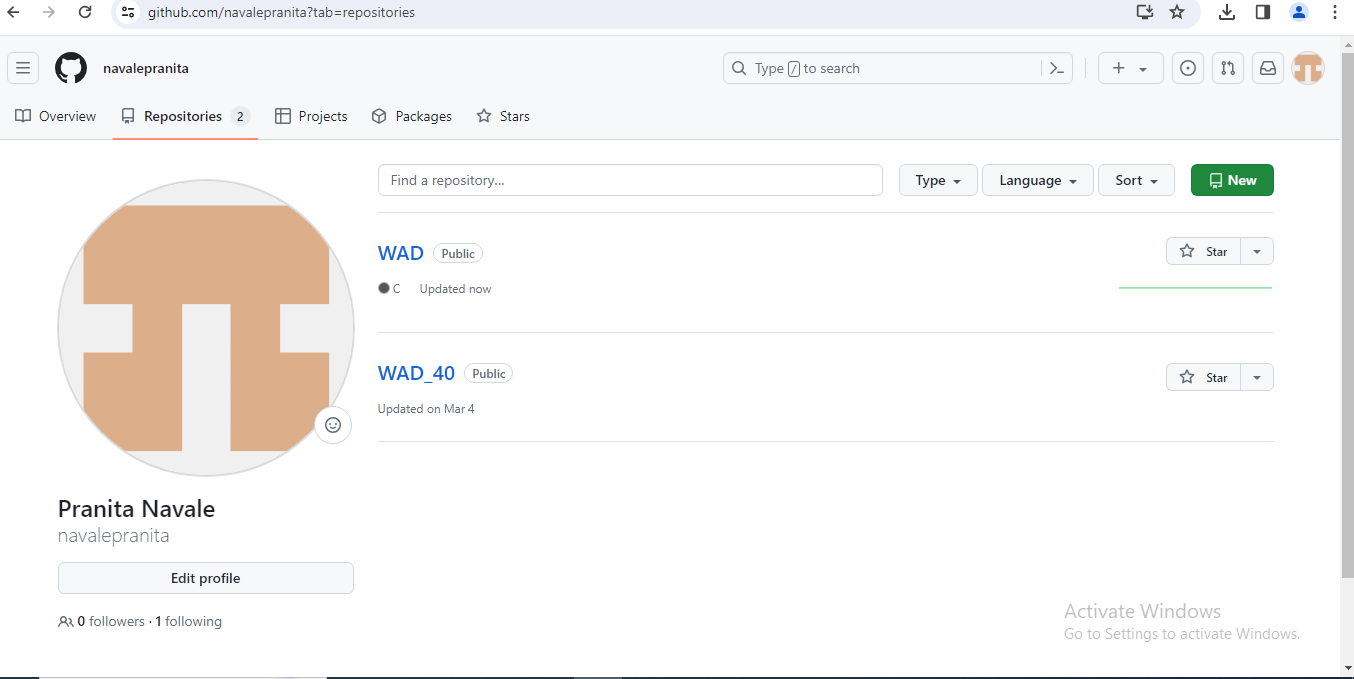 github.com/navalepranita?tab=repositories
navalepranita
Type / to search
Overview Repositories 2 Projects Packages Stars
Find a repository...
Type Language Sort New
WAD Public
Star
C Updated now
WAD_40 Public
Star
Updated on Mar 4
Pranita Navale
navalepranita
Edit profile
0 followers · 1 following
Activate Windows
Go to Settings to activate Windows.